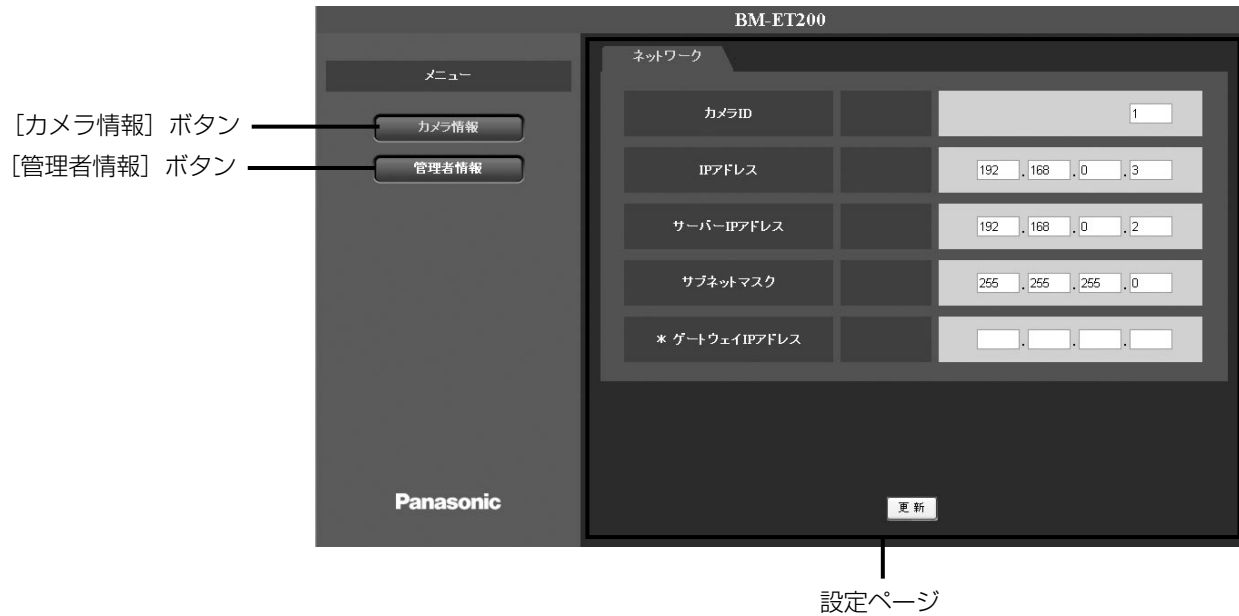 BM-ET200
メニュー
[カメラ情報] ボタン
カメラ情報
[管理者情報] ボタン
管理者情報
Panasonic
ネットワーク
カメラID 1
IPアドレス 192 . 168 . 0 . 3
サーバーIPアドレス 192 . 168 . 0 . 2
サブネットマスク 255 . 255 . 255 . 0
* ゲートウェイIPアドレス . . .
更新
設定ページ